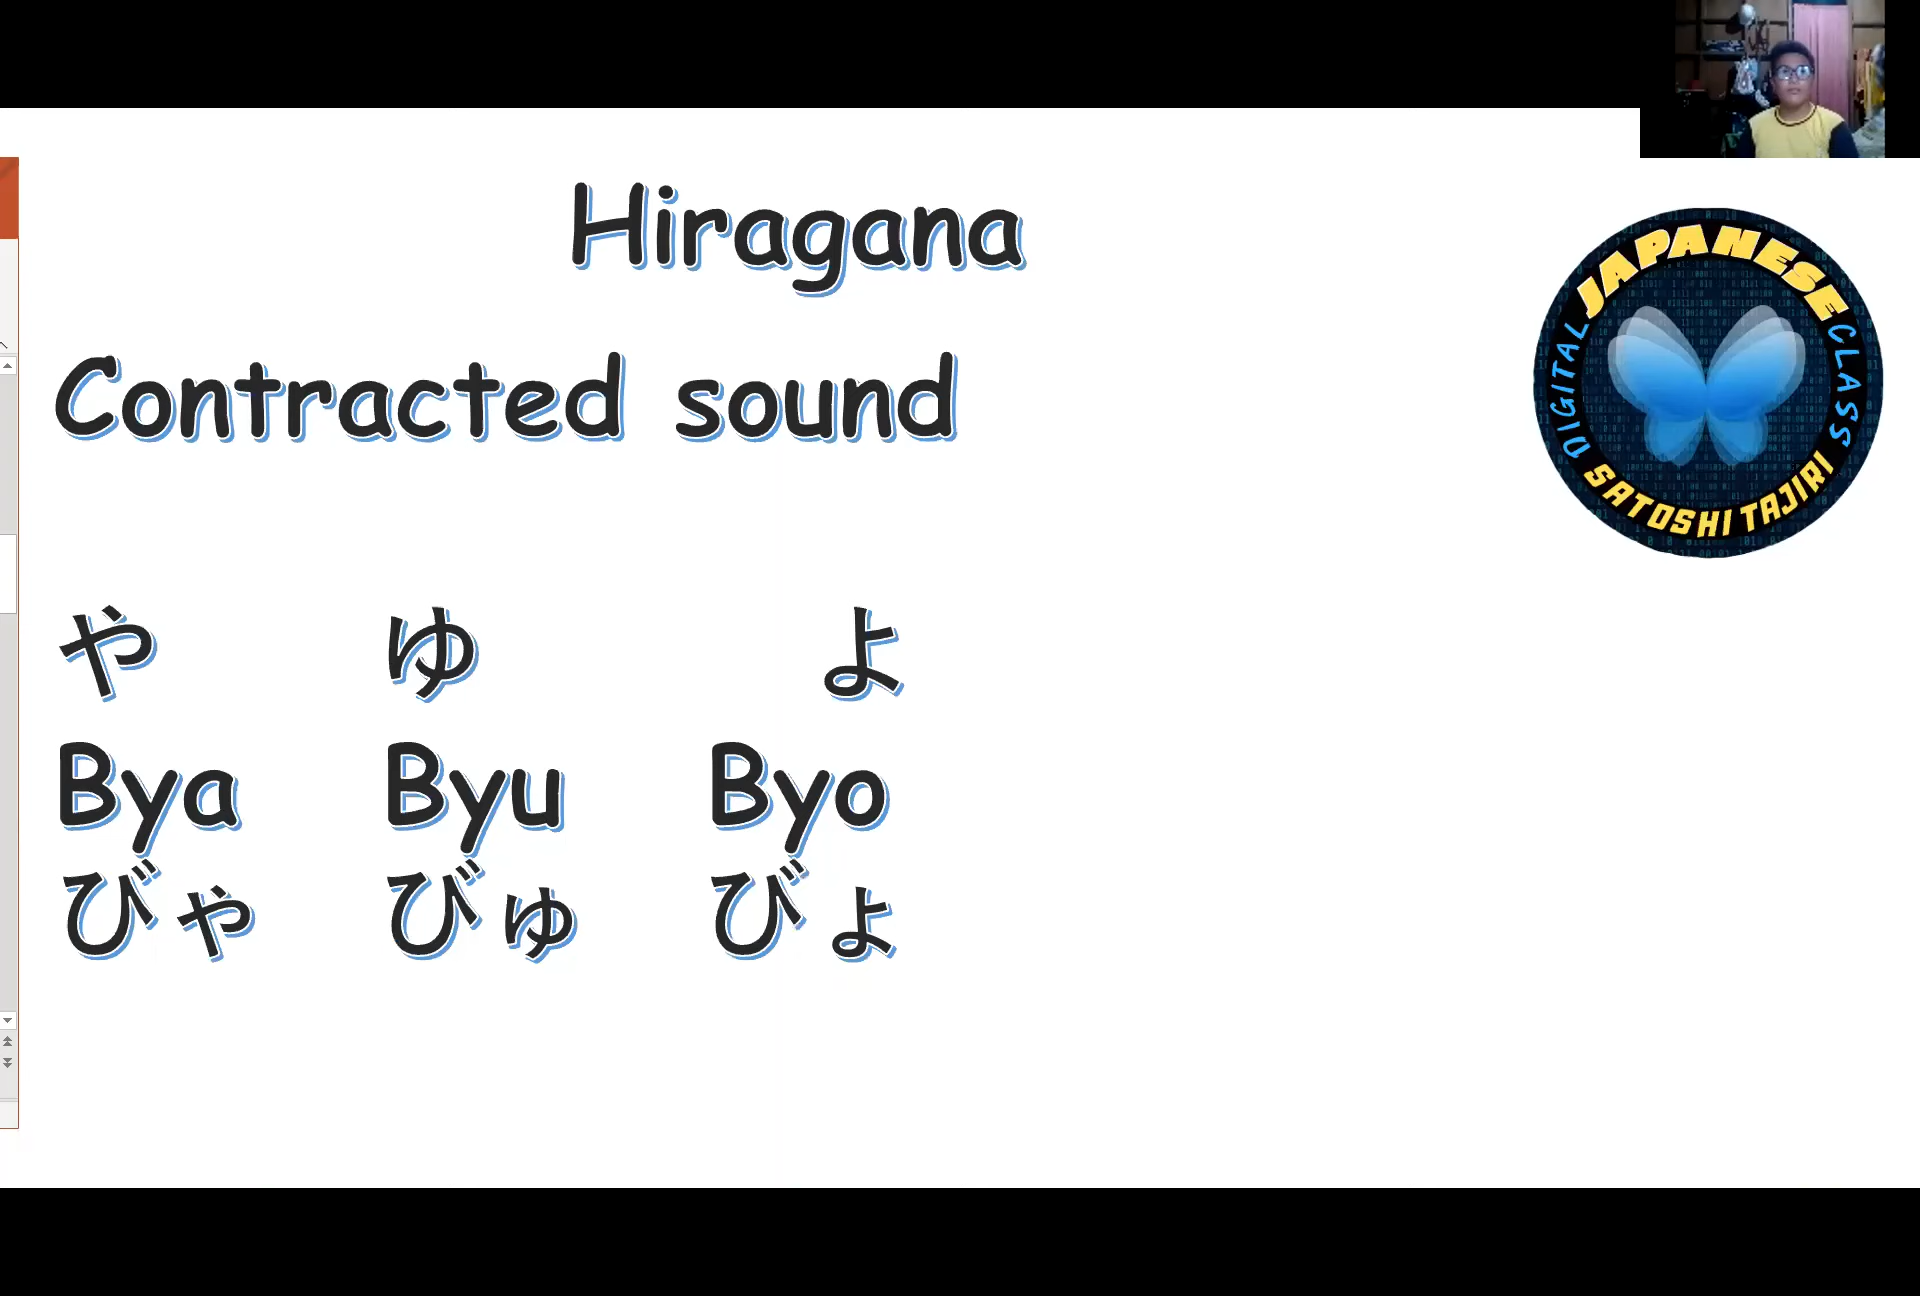 Hiragana
Contracted sound
や ゆ よ
Bya Byu Byo
びゃ びゅ びょ
DIGITAL JAPANESE CLASS
SATOSHI TAJIRI